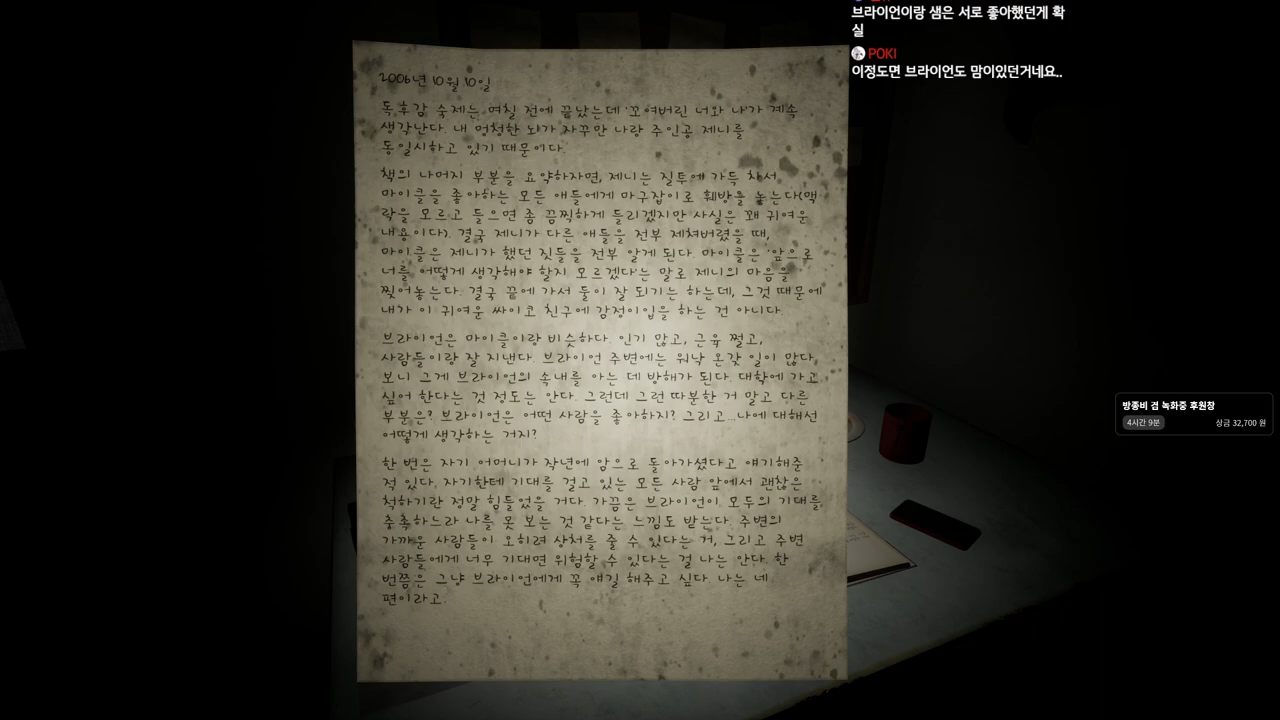 브라이언이랑 샘은 서로 좋아했던게 확
실
POKI
이정도면 브라이언도 맘이있던거네요..
2006년 10월 10일
독후감 숙제는 며칠 전에 끝났는데 '꼬여버린 너와 나'가 계속
생각난다. 내 멍청한 뇌가 자꾸만 나랑 주인공 제니를
동일시하고 있기 때문이다.
책의 나머지 부분을 요약하자면, 제니는 질투에 가득 차서
마이클을 좋아하는 모든 애들에게 마구잡이로 훼방을 놓는다(맥
락을 모르고 들으면 좀 끔찍하게 들리겠지만 사실은 꽤 귀여운
내용이다). 결국 제니가 다른 애들을 전부 제쳐버렸을 때,
마이클은 제니가 했던 짓들을 전부 알게 된다. 마이클은 '앞으로
너를 어떻게 생각해야 할지 모르겠다'는 말로 제니의 마음을
찢어놓는다. 결국 끝에 가서 둘이 잘 되기는 하는데, 그것 때문에
내가 이 귀여운 싸이코 친구에 감정이입을 하는 건 아니다.
브라이언은 마이클이랑 비슷하다. 인기 많고, 근육 쩔고,
사람들이랑 잘 지낸다. 브라이언 주변에는 워낙 온갖 일이 많다
보니 그게 브라이언의 속내를 아는 데 방해가 된다. 대학에 가고
싶어 한다는 것 정도는 안다. 그런데 그런 따분한 거 말고 다른
부분은? 브라이언은 어떤 사람을 좋아하지? 그리고...나에 대해선
어떻게 생각하는 거지?
한 번은 자기 어머니가 작년에 암으로 돌아가셨다고 얘기해준
적 있다. 자기한테 기대를 걸고 있는 모든 사람 앞에서 괜찮은
척하기란 정말 힘들었을 거다. 가끔은 브라이언이 모두의 기대를
충족하느라 나를 못 보는 것 같다는 느낌도 받는다. 주변의
가까운 사람들이 오히려 상처를 줄 수 있다는 거, 그리고 주변
사람들에게 너무 기대면 위험할 수 있다는 걸 나는 안다. 한
번쯤은 그냥 브라이언에게 꼭 얘길 해주고 싶다. 나는 네
편이라고.
방종비 겸 녹화중 후원창
4시간 9분
상금 32,700 원